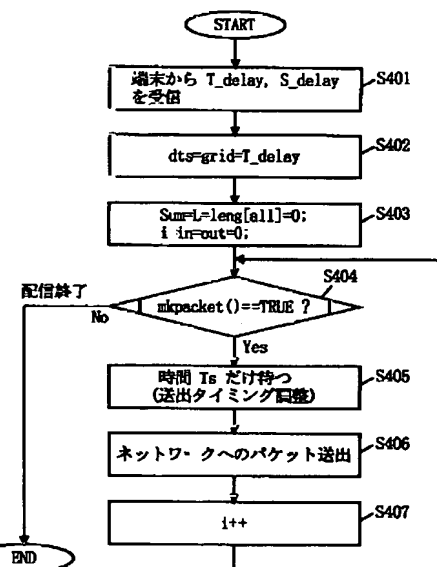 START
端末から T_delay, S_delay
を受信
S401
dts=grid=T_delay
S402
Sum=L=leng[all]=0;
i in=out=0;
S403
S404
mkpacket()==TRUE ?
配信終了
No
Yes
時間 Ts だけ待つ
(送出タイミング調整)
S405
ネットワークへのパケット送出
S406
i++
S407
END